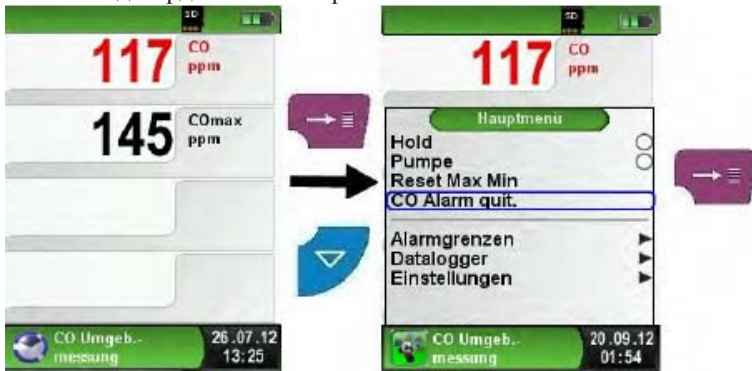 SD
117 CO
ppm
145 COmax
ppm
CO Umgeb.-
messung
26.07.12
13:25
SD
117 CO
ppm
Hauptmenü
Hold
Pumpe
Reset Max Min
CO Alarm quit.
Alarmgrenzen
Datalogger
Einstellungen
CO Umgeb.-
messung
20.09.12
01:54